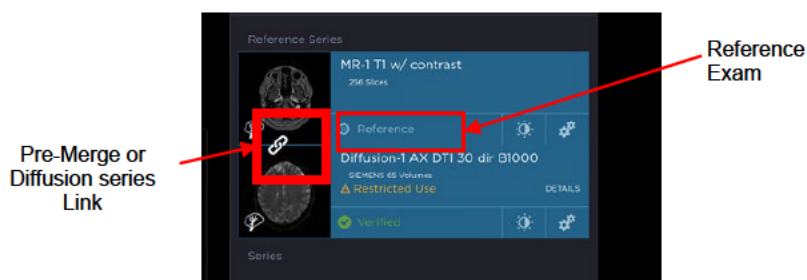 Reference Series
MR-1 T1 w/ contrast
256 Slices
Reference
Exam
Reference
Pre-Merge or
Diffusion series
Link
Diffusion-1 AX DTI 30 dir B1000
SIEMENS 65 Volumes
Restricted Use
DETAILS
Verified
Series